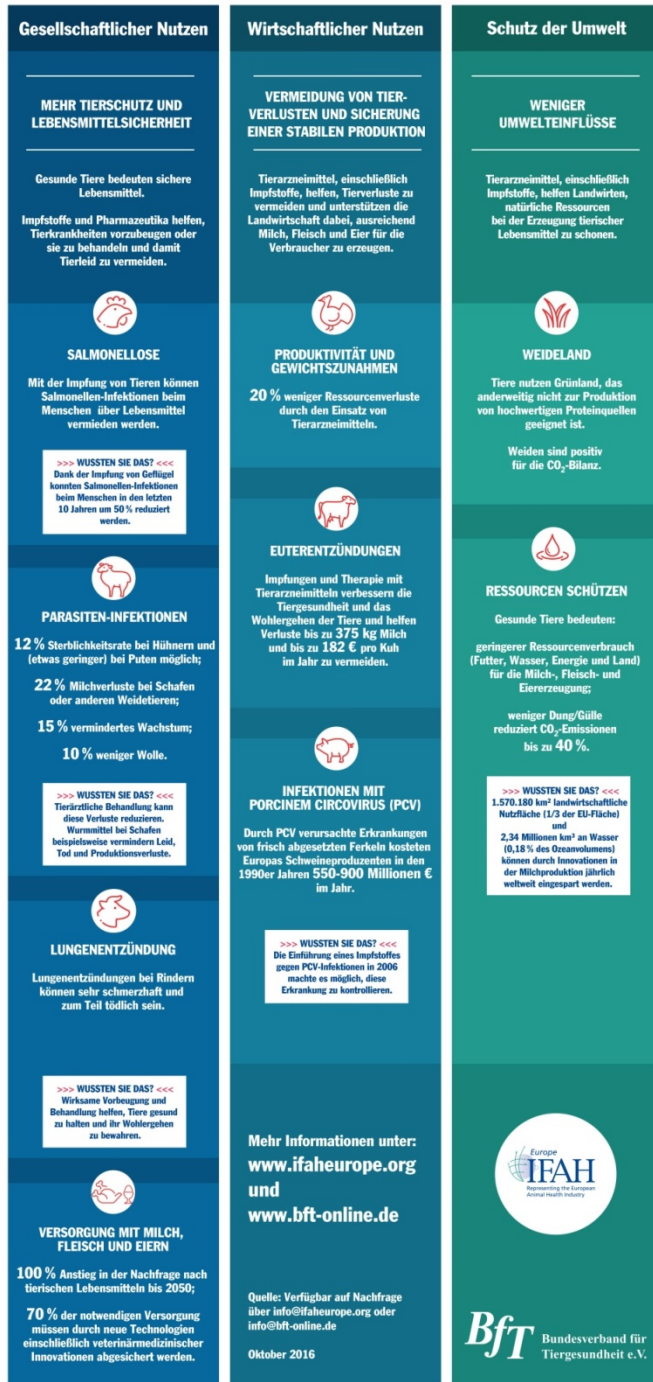 Gesellschaftlicher Nutzen
MEHR TIERSCHUTZ UND
LEBENSMITTELSICHERHEIT
Gesunde Tiere bedeuten sichere
Lebensmittel.
Impfstoffe und Pharmazeutika helfen,
Tierkrankheiten vorzubeugen oder
sie zu behandeln und damit
Tierleid zu vermeiden.
SALMONELLOSE
Mit der Impfung von Tieren können
Salmonellen-Infektionen beim
Menschen über Lebensmittel
vermieden werden.
>>> WUSSTEN SIE DAS? <<<
Dank der Impfung von Geflügel
konnten Salmonellen-Infektionen
beim Menschen in den letzten
10 Jahren um 50 % reduziert
werden.
PARASITEN-INFEKTIONEN
12 % Sterblichkeitsrate bei Hühnern und
(etwas geringer) bei Puten möglich;
22 % Milchverluste bei Schafen
oder anderen Weidetieren;
15 % vermindertes Wachstum;
10 % weniger Wolle.
>>> WUSSTEN SIE DAS? <<<
Tierärztliche Behandlung kann
diese Verluste reduzieren.
Wurmmittel bei Schafen
beispielsweise vermindern Leid,
Tod und Produktionsverluste.
LUNGENENTZÜNDUNG
Lungenentzündungen bei Rindern
können sehr schmerzhaft und
zum Teil tödlich sein.
>>> WUSSTEN SIE DAS? <<<
Wirksame Vorbeugung und
Behandlung helfen, Tiere gesund
zu halten und ihr Wohlergehen
zu bewahren.
VERSORGUNG MIT MILCH,
FLEISCH UND EIERN
100 % Anstieg in der Nachfrage nach
tierischen Lebensmitteln bis 2050;
70 % der notwendigen Versorgung
müssen durch neue Technologien
einschließlich veterinärmedizinischer
Innovationen abgesichert werden.
Wirtschaftlicher Nutzen
VERMEIDUNG VON TIER-
VERLUSTEN UND SICHERUNG
EINER STABILEN PRODUKTION
Tierarzneimittel, einschließlich
Impfstoffe, helfen, Tierverluste zu
vermeiden und unterstützen die
Landwirtschaft dabei, ausreichend
Milch, Fleisch und Eier für die
Verbraucher zu erzeugen.
PRODUKTIVITÄT UND
GEWICHTSZUNAHMEN
20 % weniger Ressourcenverluste
durch den Einsatz von
Tierarzneimitteln.
EUTERENTZÜNDUNGEN
Impfungen und Therapie mit
Tierarzneimitteln verbessern die
Tiergesundheit und das
Wohlergehen der Tiere und helfen
Verluste bis zu 375 kg Milch
und bis zu 182 € pro Kuh
im Jahr zu vermeiden.
INFEKTIONEN MIT
PORCINEM CIRCOVIRUS (PCV)
Durch PCV verursachte Erkrankungen
von frisch abgesetzten Ferkeln kosteten
Europas Schweineproduzenten in den
1990er Jahren 550-900 Millionen €
im Jahr.
>>> WUSSTEN SIE DAS? <<<
Die Einführung eines Impfstoffes
gegen PCV-Infektionen in 2006
machte es möglich, diese
Erkrankung zu kontrollieren.
Mehr Informationen unter:
www.ifaheurope.org
und
www.bft-online.de
Quelle: Verfügbar auf Nachfrage
über info@ifaheurope.org oder
info@bft-online.de
Oktober 2016
Schutz der Umwelt
WENIGER
UMWELTEINFLÜSSE
Tierarzneimittel, einschließlich
Impfstoffe, helfen Landwirten,
natürliche Ressourcen
bei der Erzeugung tierischer
Lebensmittel zu schonen.
WEIDELAND
Tiere nutzen Grünland, das
anderweitig nicht zur Produktion
von hochwertigen Proteinquellen
geeignet ist.
Weiden sind positiv
für die CO₂-Bilanz.
RESSOURCEN SCHÜTZEN
Gesunde Tiere bedeuten:
geringerer Ressourcenverbrauch
(Futter, Wasser, Energie und Land)
für die Milch-, Fleisch- und
Eiererzeugung;
weniger Dung/Gülle
reduziert CO₂-Emissionen
bis zu 40 %.
>>> WUSSTEN SIE DAS? <<<
1.570.180 km² landwirtschaftliche
Nutzfläche (1/3 der EU-Fläche)
und
2,34 Millionen km³ an Wasser
(0,18 % des Ozeanvolumens)
können durch Innovationen in
der Milchproduktion jährlich
weltweit eingespart werden.
Europe
IFAH
Representing the European
Animal Health Industry
BfT Bundesverband für
Tiergesundheit e.V.